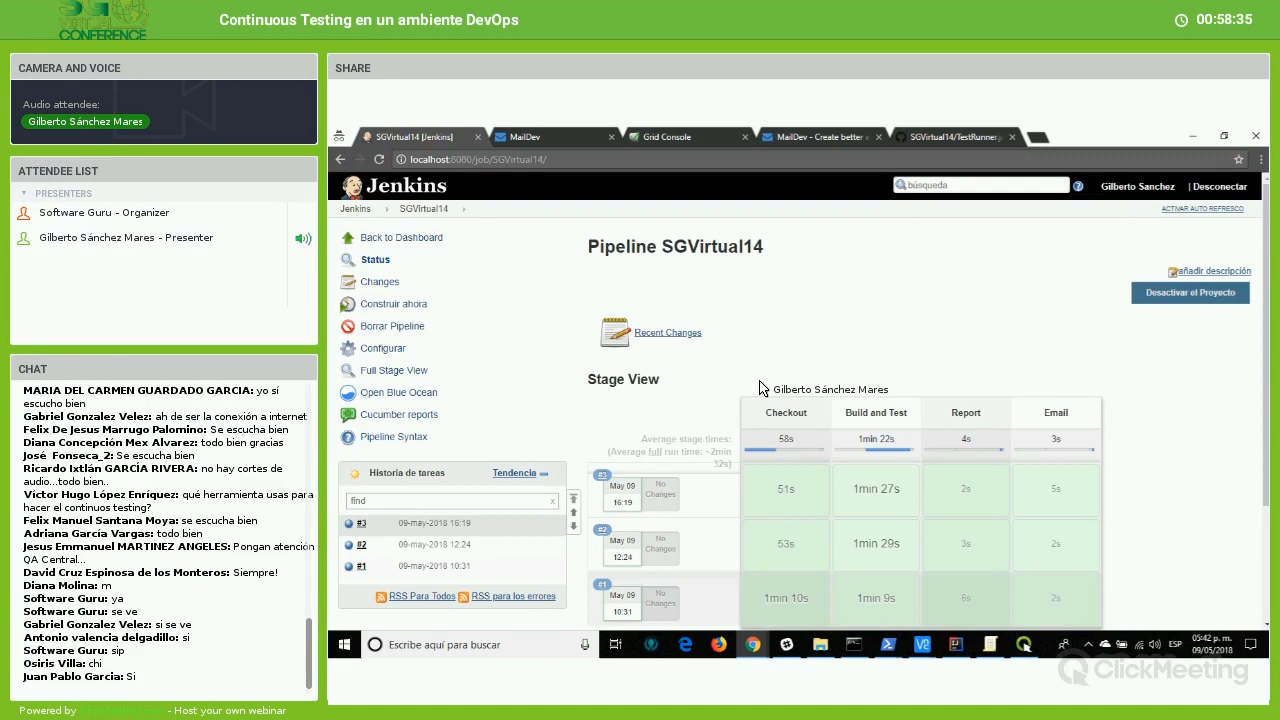 SG
VIRTUAL
CONFERENCE
Continuous Testing en un ambiente DevOps
00:58:35
CAMERA AND VOICE
Audio attendee:
Gilberto Sánchez Mares
ATTENDEE LIST
PRESENTERS
Software Guru - Organizer
Gilberto Sánchez Mares - Presenter
CHAT
MARIA DEL CARMEN GUARDADO GARCIA: yo sí
escucho bien
Gabriel Gonzalez Velez: ah de ser la conexión a internet
Felix De Jesus Marrugo Palomino: Se escucha bien
Diana Concepción Mex Alvarez: todo bien gracias
José Fonseca_2: Se escucha bien
Ricardo Ixtlán GARCÍA RIVERA: no hay cortes de
audio...todo bien..
Víctor Hugo López Enríquez: qué herramienta usas para
hacer el continuos testing?
Felix Manuel Santana Moya: se escucha bien
Adriana García Vargas: todo bien
Jesus Emmanuel MARTINEZ ANGELES: Pongan atención
QA Central...
David Cruz Espinosa de los Monteros: Siempre!
Diana Molina: m
Software Guru: ya
Software Guru: se ve
Gabriel Gonzalez Velez: si se ve
Antonio valencia delgadillo: si
Software Guru: sip
Osiris Villa: chi
Juan Pablo Garcia: Si
Powered by - Host your own webinar
SHARE
SGVirtual14 [Jenkins]
MailDev
Grid Console
MailDev - Create better e
SGVirtual14/TestRunner.
localhost:8080/job/SGVirtual14/
Jenkins
búsqueda
Gilberto Sanchez
| Desconectar
Jenkins
SGVirtual14
ACTIVAR AUTO REFRESCO
Back to Dashboard
Status
Changes
Construir ahora
Borrar Pipeline
Configurar
Full Stage View
Open Blue Ocean
Cucumber reports
Pipeline Syntax
Historia de tareas
Tendencia
find
x
#3 09-may-2018 16:19
#2 09-may-2018 12:24
#1 09-may-2018 10:31
RSS Para Todos
RSS para los errores
Pipeline SGVirtual14
añadir descripción
Desactivar el Proyecto
Recent Changes
Stage View
Gilberto Sánchez Mares
Checkout Build and Test Report Email
Average stage times:
(Average full run time: ~2min
32s)
58s 1min 22s 4s 3s
#3
May 09
16:19
No
Changes
51s 1min 27s 2s 5s
#2
May 09
12:24
No
Changes
53s 1min 29s 3s 2s
#1
May 09
10:31
No
Changes
1min 10s 1min 9s 6s 2s
Escribe aquí para buscar
ESP
05:42 p. m.
09/05/2018
ClickMeeting